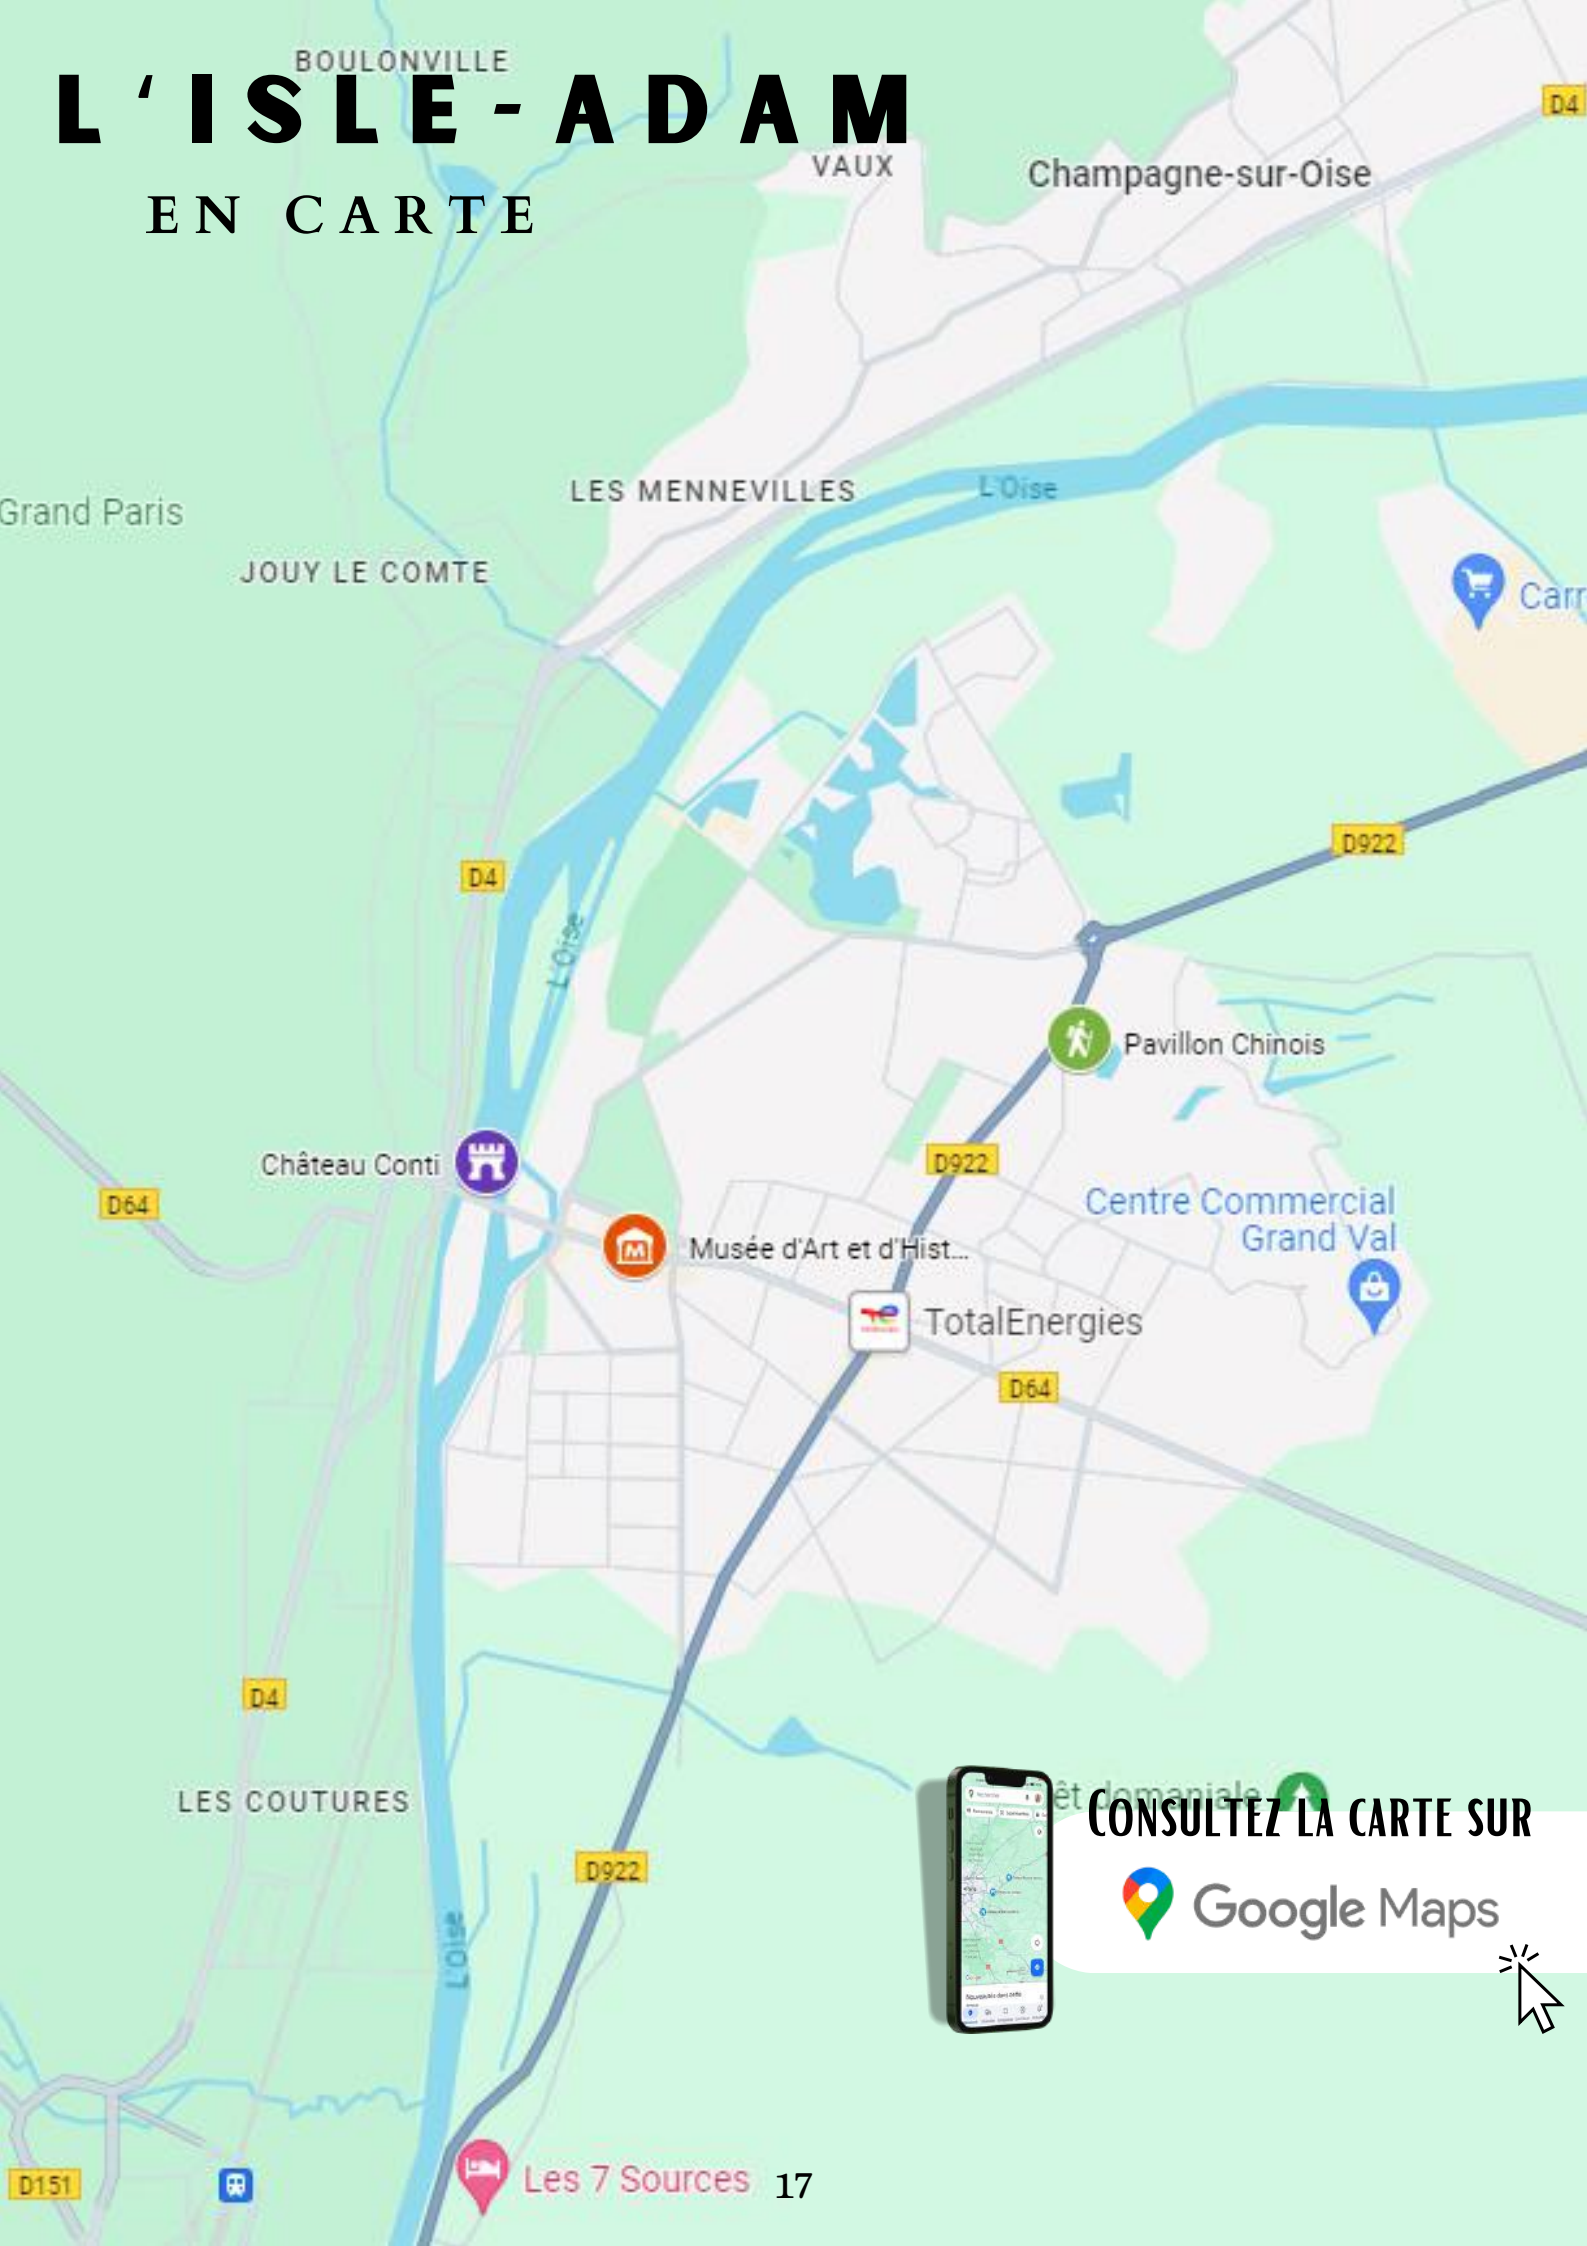 BOULONVILLE
L'ISLE-ADAM
EN CARTE
D4
VAUX
Champagne-sur-Oise
LES MENNEVILLES
L'Oise
Grand Paris
JOUY LE COMTE
Carr
D922
D4
L'Oise
Pavillon Chinois
D922
Château Conti
D64
Centre Commercial
Grand Val
Musée d'Art et d'Hist...
TotalEnergies
D64
D4
LES COUTURES
êt domaniale
CONSULTEZ LA CARTE SUR
Google Maps
D922
L'Oise
D151
Les 7 Sources
17